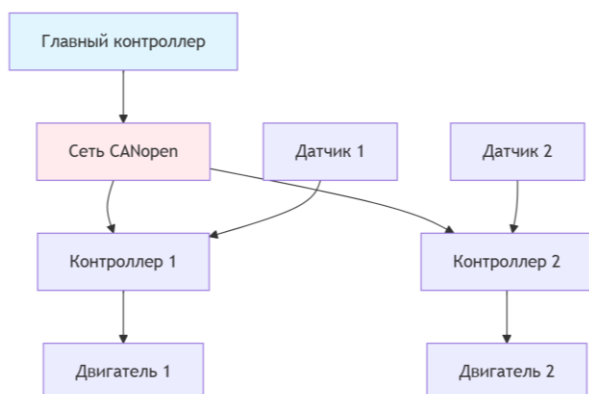 Главный контроллер
Сеть CANopen
Датчик 1
Датчик 2
Контроллер 1
Контроллер 2
Двигатель 1
Двигатель 2